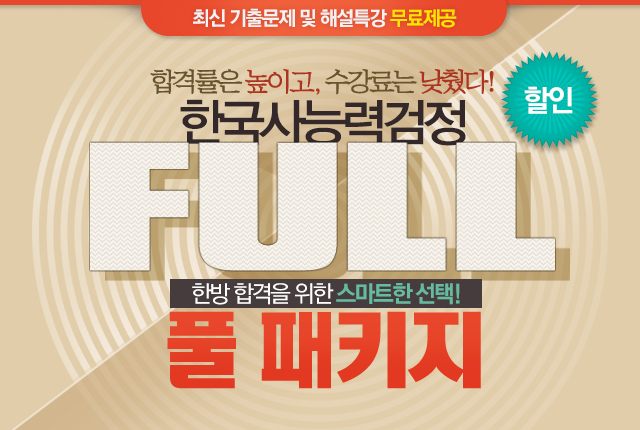 최신 기출문제 및 해설특강 무료제공
합격률은 높이고, 수강료는 낮췄다!
할인
한국사능력검정
FULL
한방 합격을 위한 스마트한 선택!
풀 패키지